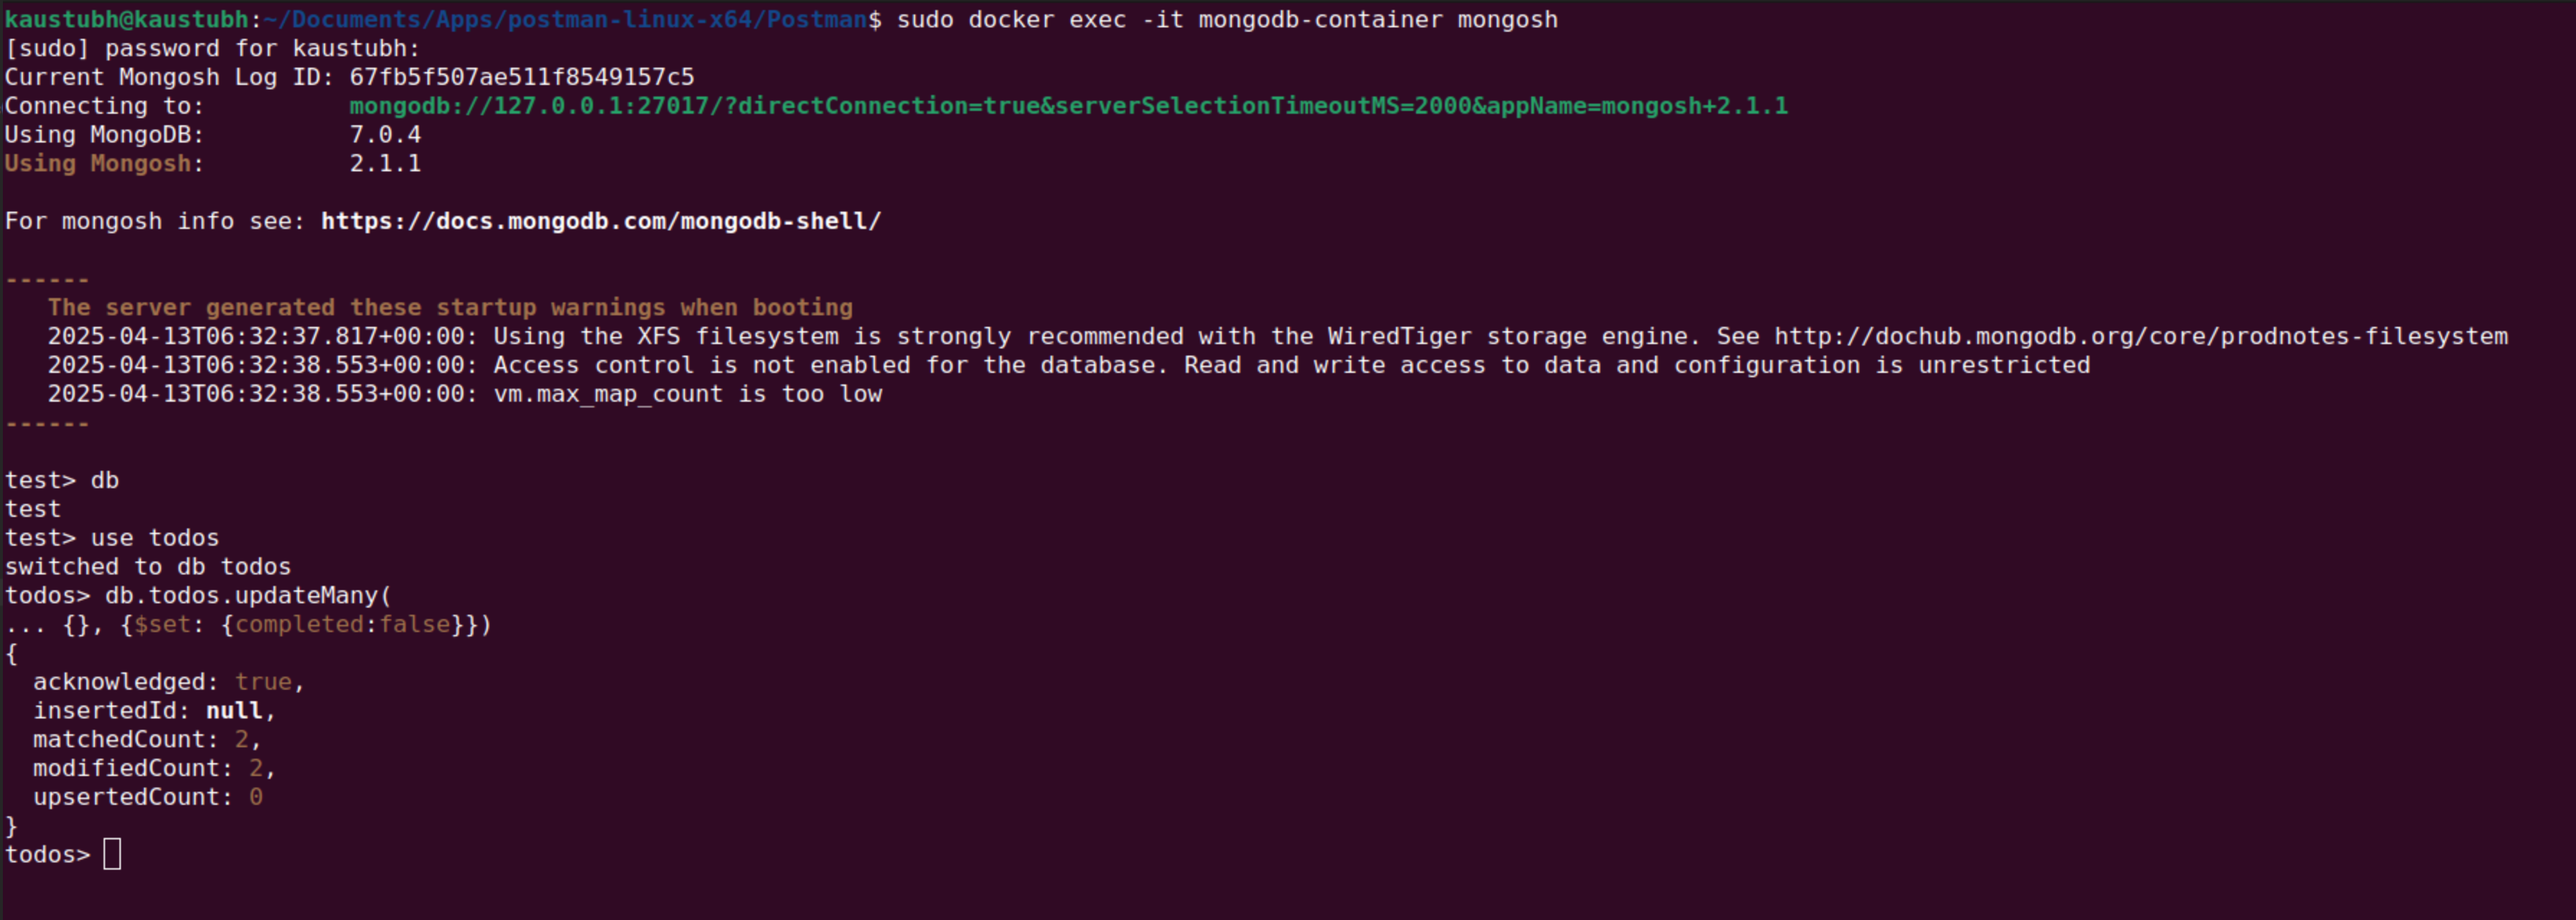 kaustubh@kaustubh:~/Documents/Apps/postman-linux-x64/Postman$ sudo docker exec -it mongodb-container mongosh
[sudo] password for kaustubh:
Current Mongosh Log ID: 67fb5f507ae511f8549157c5
Connecting to:          mongodb://127.0.0.1:27017/?directConnection=true&serverSelectionTimeoutMS=2000&appName=mongosh+2.1.1
Using MongoDB:          7.0.4
Using Mongosh:          2.1.1
For mongosh info see: https://docs.mongodb.com/mongodb-shell/
------
   The server generated these startup warnings when booting
   2025-04-13T06:32:37.817+00:00: Using the XFS filesystem is strongly recommended with the WiredTiger storage engine. See http://dochub.mongodb.org/core/prodnotes-filesystem
   2025-04-13T06:32:38.553+00:00: Access control is not enabled for the database. Read and write access to data and configuration is unrestricted
   2025-04-13T06:32:38.553+00:00: vm.max_map_count is too low
------
test> db
test
test> use todos
switched to db todos
todos> db.todos.updateMany(
... {}, {$set: {completed:false}})
{
  acknowledged: true,
  insertedId: null,
  matchedCount: 2,
  modifiedCount: 2,
  upsertedCount: 0
}
todos>